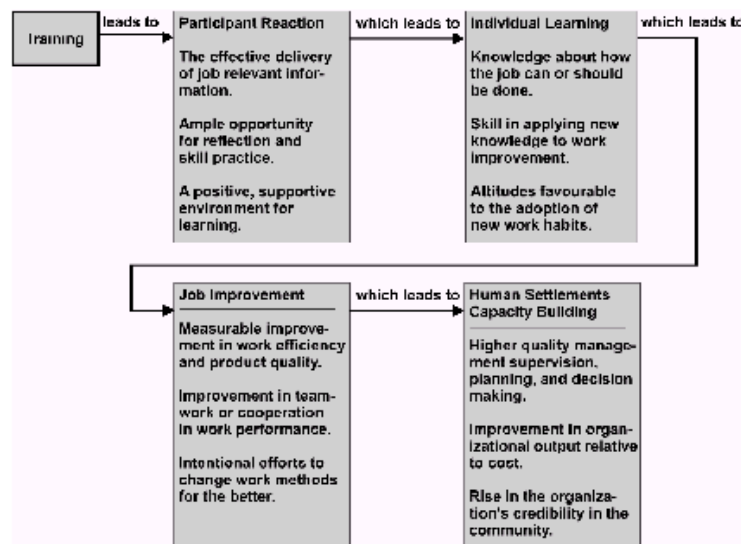 Training
leads to
Participant Reaction
The effective delivery
of job relevant infor-
mation.
Ample opportunity
for reflection and
skill practice.
A positive, supportive
environment for
learning.
which leads to
Individual Learning
Knowledge about how
the job can or should
be done.
Skill in applying new
knowledge to work
improvement.
Attitudes favourable
to the adoption of
new work habits.
which leads to
Job Improvement
Measurable improve-
ment in work efficiency
and product quality.
Improvement in team-
work or cooperation
in work performance.
Intentional efforts to
change work methods
for the better.
which leads to
Human Settlements
Capacity Building
Higher quality manage-
ment supervision,
planning, and decision
making.
Improvement in organ-
izational output relative
to cost.
Rise in the organiza-
tion's credibility in the
community.